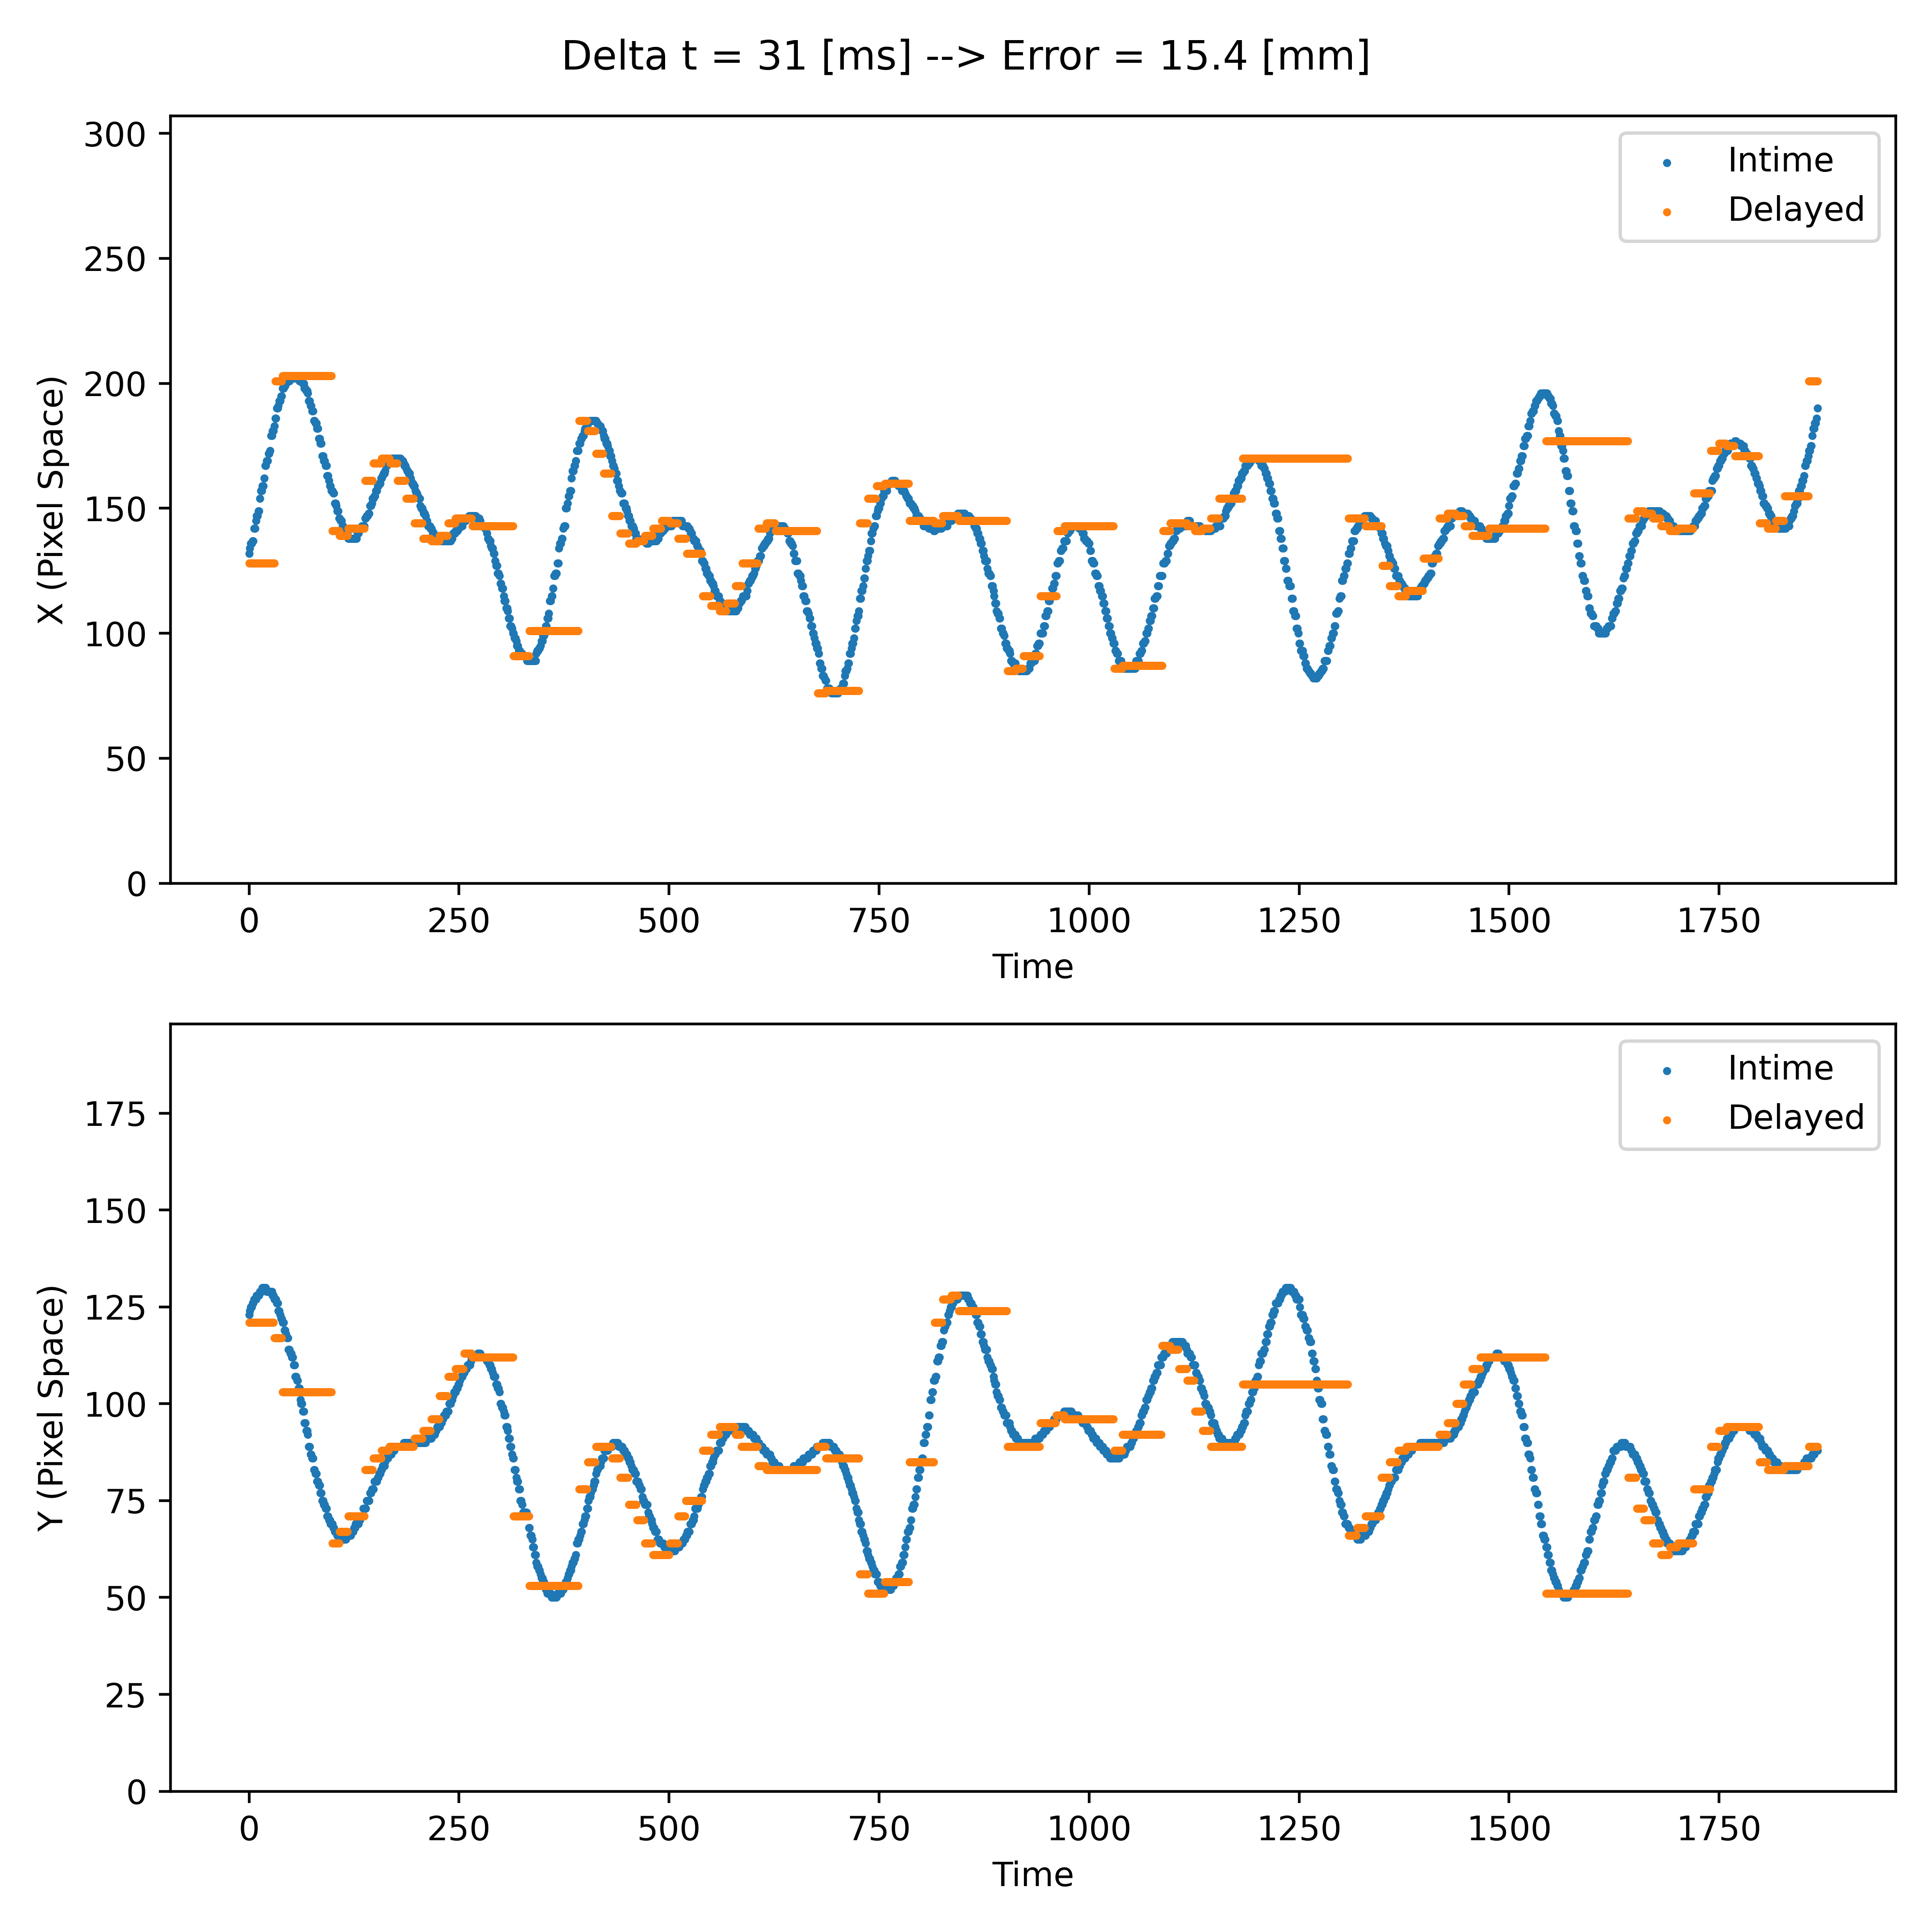 Delta t = 31 [ms] --> Error = 15.4 [mm]
300
250
200
150
100
50
0
X (Pixel Space)
Intime
Delayed
0 250 500 750 1000 1250 1500 1750
Time
175
150
125
100
75
50
25
0
Y (Pixel Space)
Intime
Delayed
0 250 500 750 1000 1250 1500 1750
Time